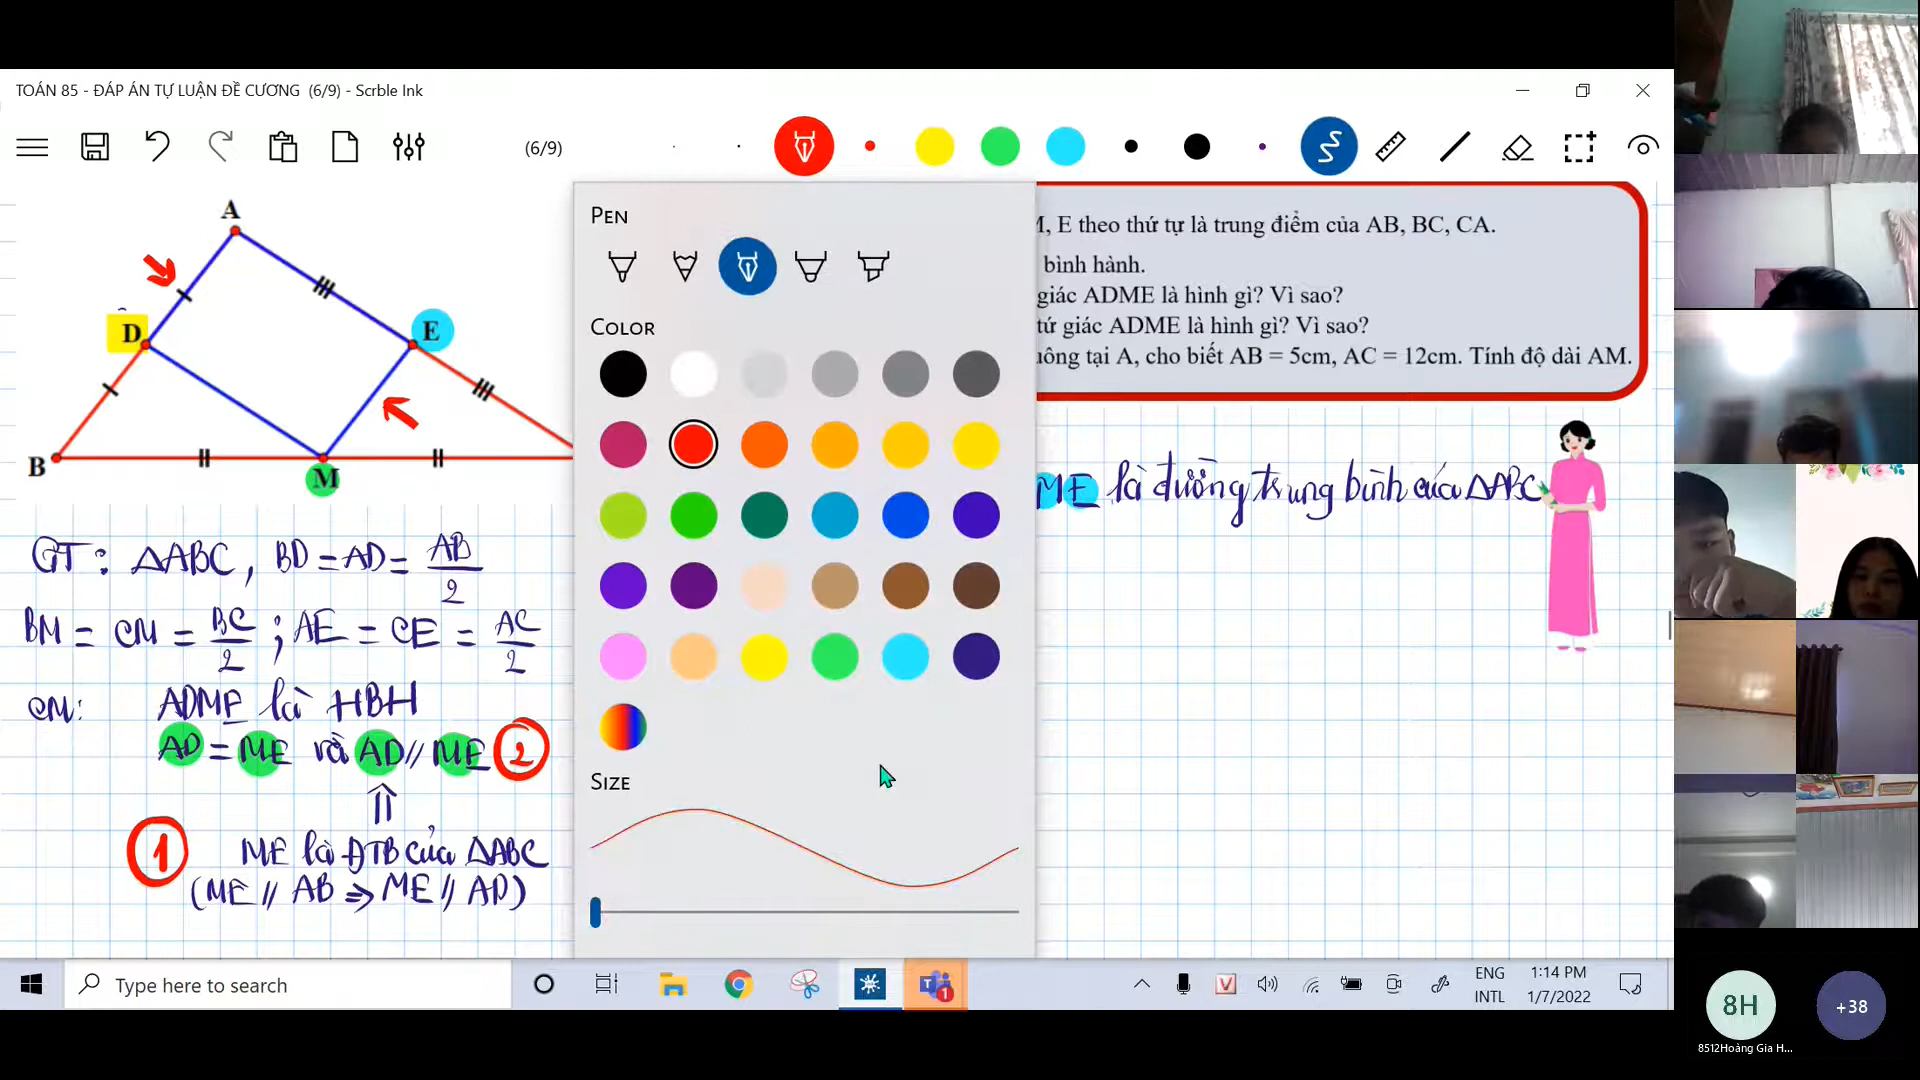 TOÁN 85 - ĐÁP ÁN TỰ LUẬN ĐỀ CƯƠNG (6/9) - Scrble Ink
(6/9)
A
D
E
B
M
PEN
COLOR
SIZE
, E theo thứ tự là trung điểm của AB, BC, CA.
bình hành.
giác ADME là hình gì? Vì sao?
tứ giác ADME là hình gì? Vì sao?
tại A, cho biết AB = 5cm, AC = 12cm. Tính độ dài AM.
ME là đường trung bình của ΔABC
GT: ΔABC, BD = AD = AB/2
BM = CM = BC/2 ; AE = CE = AC/2
CM: ADME là HBH
AD = ME và AD // ME 2
⇑
1 ME là ĐTB của ΔABC
(ME // AB => ME // AD)
Type here to search
1
V
ENG
INTL
1:14 PM
1/7/2022
8H
+38
8512Hoàng Gia H...